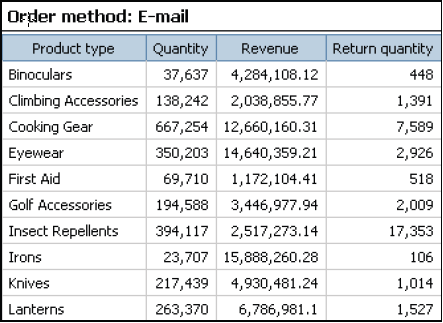 Order method: E-mail
Product type Quantity Revenue Return quantity
Binoculars 37,637 4,284,108.12 448
Climbing Accessories 138,242 2,038,855.77 1,391
Cooking Gear 667,254 12,660,160.31 7,589
Eyewear 350,203 14,640,359.21 2,926
First Aid 69,710 1,172,104.41 518
Golf Accessories 194,588 3,446,977.94 2,009
Insect Repellents 394,117 2,517,273.14 17,353
Irons 23,707 15,888,260.28 106
Knives 217,439 4,930,481.24 1,014
Lanterns 263,370 6,786,981.1 1,527